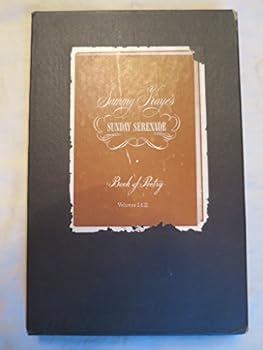 Sammy Kaye's
SUNDAY SERENADE
Book of Poetry
Volumes I & II